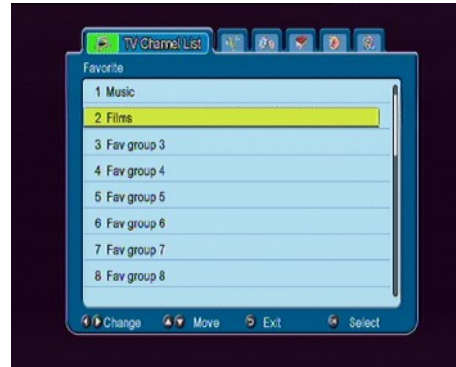 TV Channel List
Favorite
1 Music
2 Films
3 Fav group 3
4 Fav group 4
5 Fav group 5
6 Fav group 6
7 Fav group 7
8 Fav group 8
Change Move Exit Select